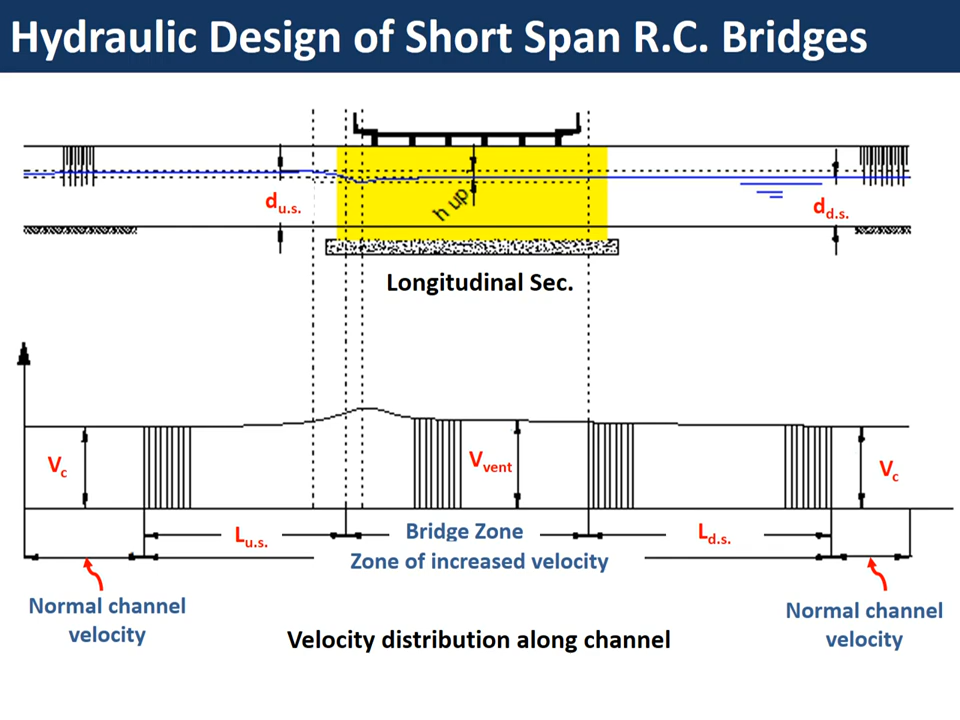 Hydraulic Design of Short Span R.C. Bridges
du.s.
h up
dd.s.
Longitudinal Sec.
Vc
Vvent
Vc
Lu.s.
Bridge Zone
Ld.s.
Zone of increased velocity
Normal channel
velocity
Normal channel
velocity
Velocity distribution along channel